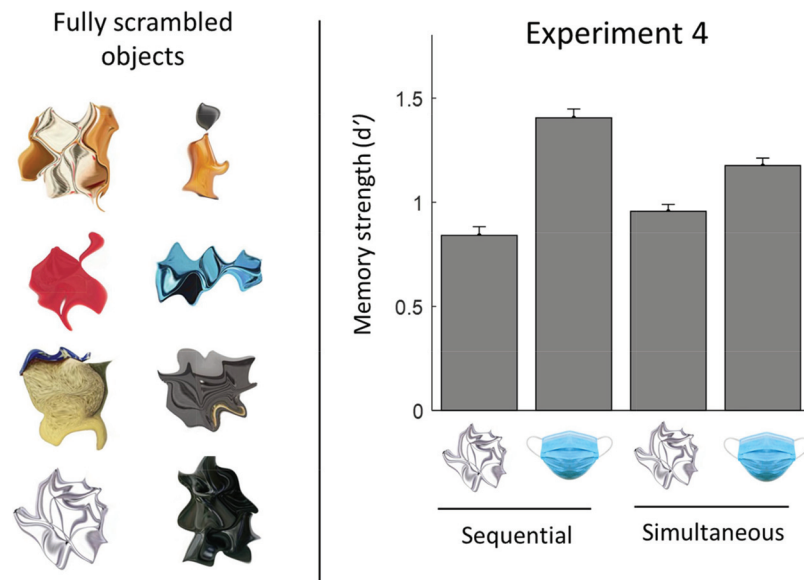 Fully scrambled
objects
Experiment 4
Memory strength (d′)
1.5
1
0.5
0
Sequential
Simultaneous